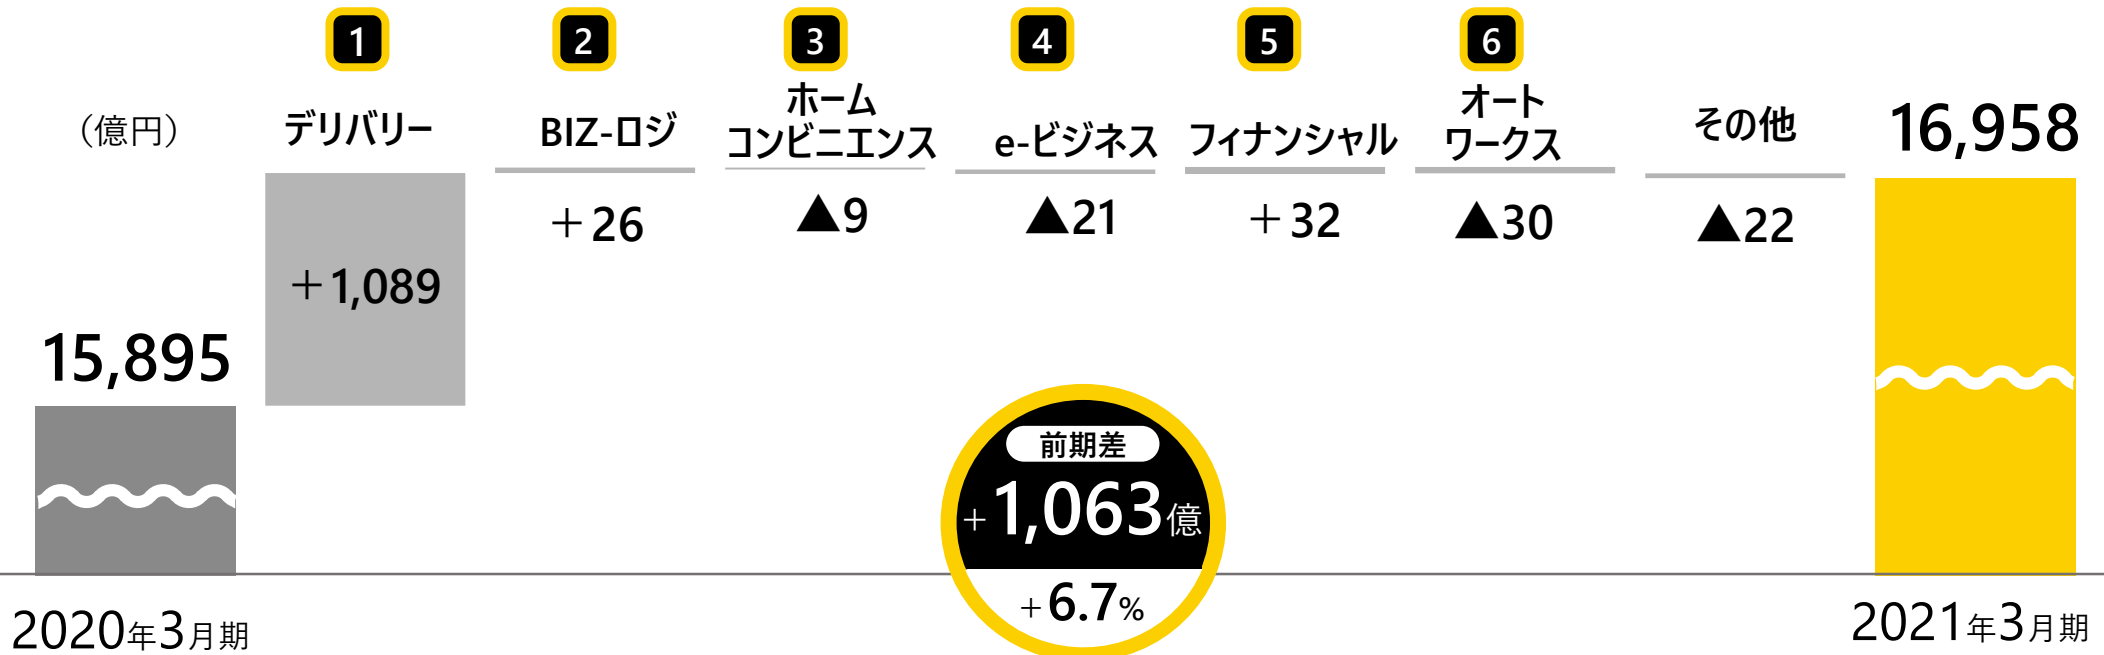 1
2
3
4
5
6
（億円）
デリバリー
BIZ-ロジ
ホーム
コンビニエンス
e-ビジネス
フィナンシャル
オート
ワークス
その他
16,958
＋1,089
＋26
▲9
▲21
＋32
▲30
▲22
15,895
前期差
＋1,063億
＋6.7%
2020年3月期
2021年3月期